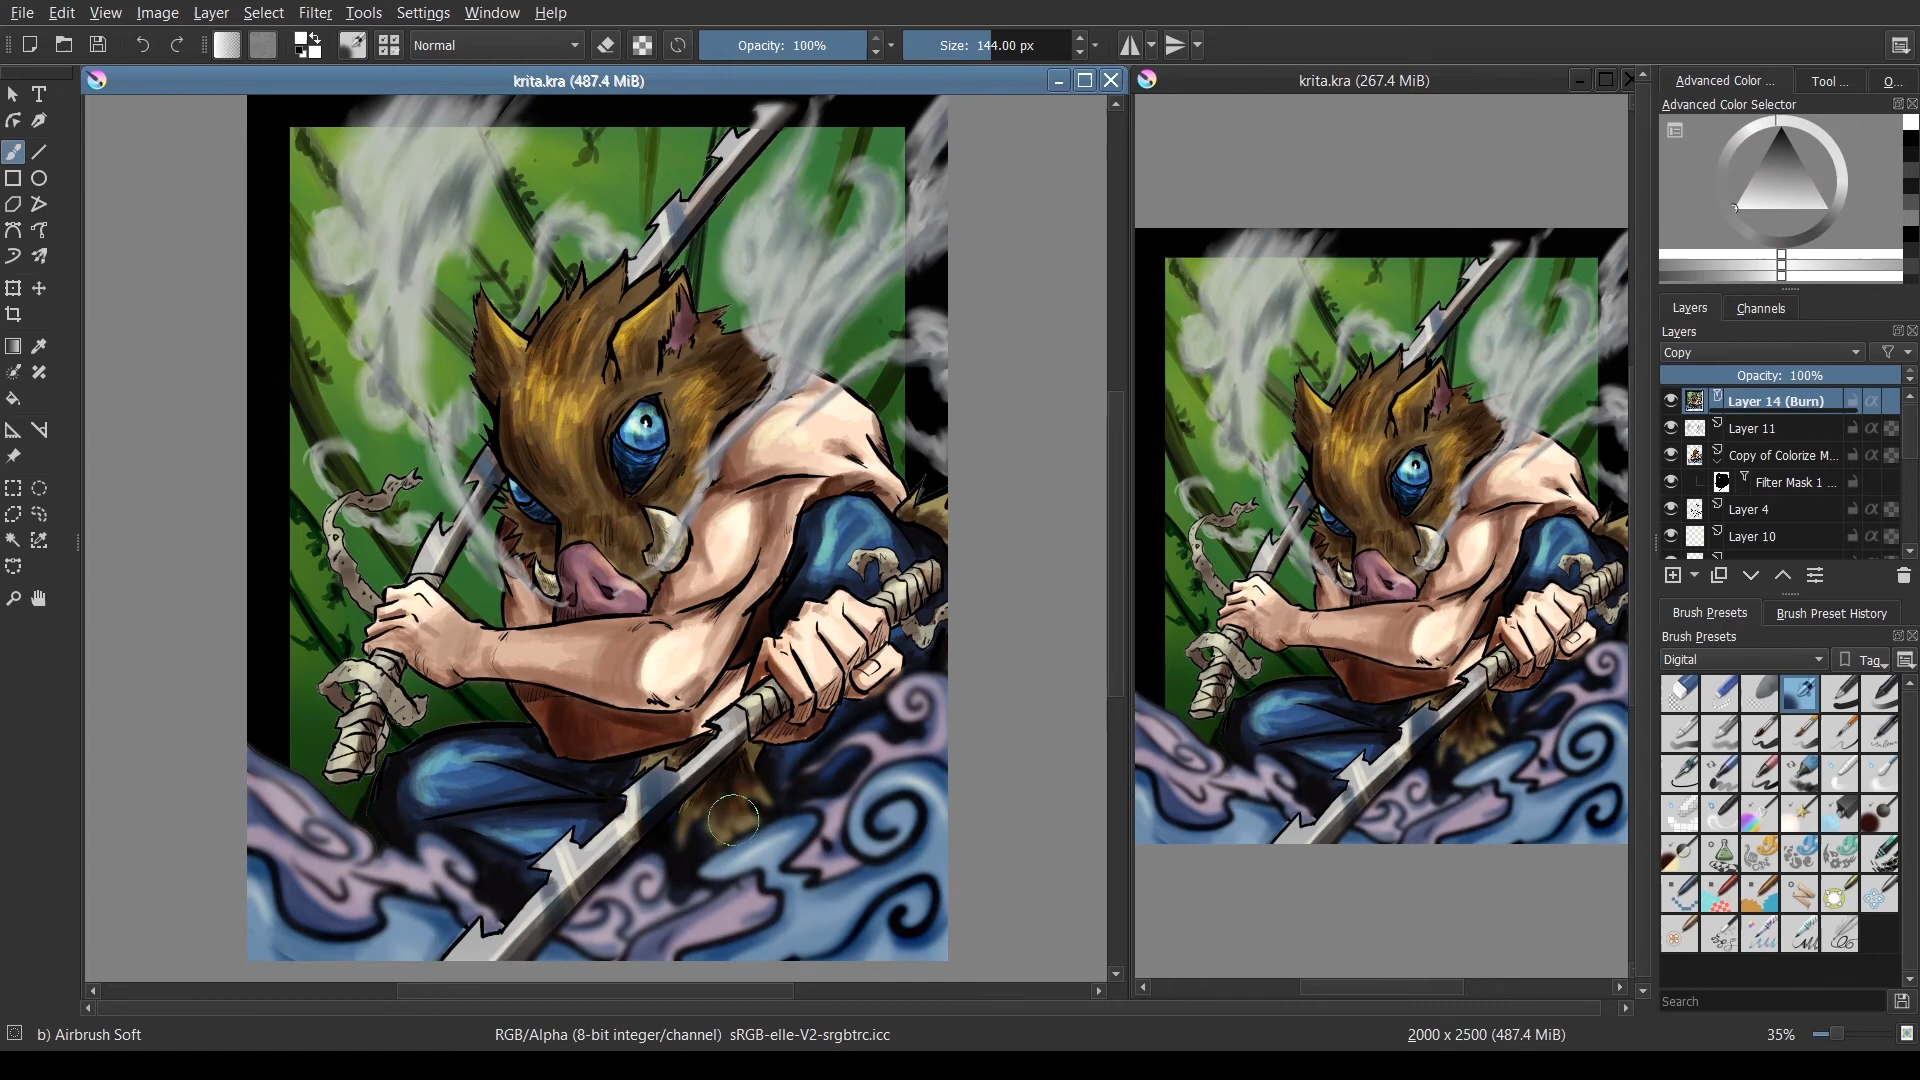 File Edit View Image Layer Select Filter Tools Settings Window Help
Normal
Opacity: 100%
Size: 144.00 px
krita.kra (487.4 MiB)
krita.kra (267.4 MiB)
Advanced Color ...
Tool ...
O...
Advanced Color Selector
Layers
Channels
Layers
Copy
Opacity: 100%
Layer 14 (Burn)
Layer 11
Copy of Colorize M...
Filter Mask 1 ...
Layer 4
Layer 10
Brush Presets
Brush Preset History
Brush Presets
Digital
Tag
Search
b) Airbrush Soft
RGB/Alpha (8-bit integer/channel) sRGB-elle-V2-srgbtrc.icc
2000 x 2500 (487.4 MiB)
35%